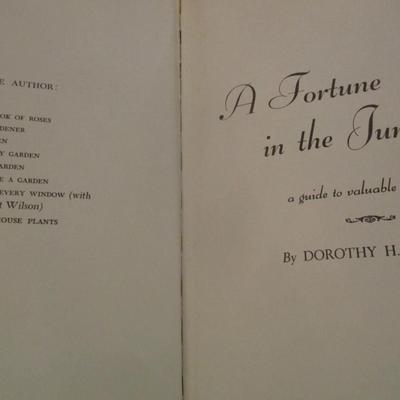 E AUTHOR:
OK OF ROSES
DENER
EN
Y GARDEN
ARDEN
E A GARDEN
EVERY WINDOW (with
t Wilson)
OUSE PLANTS
A Fortune
in the Jun
a guide to valuable
By DOROTHY H.